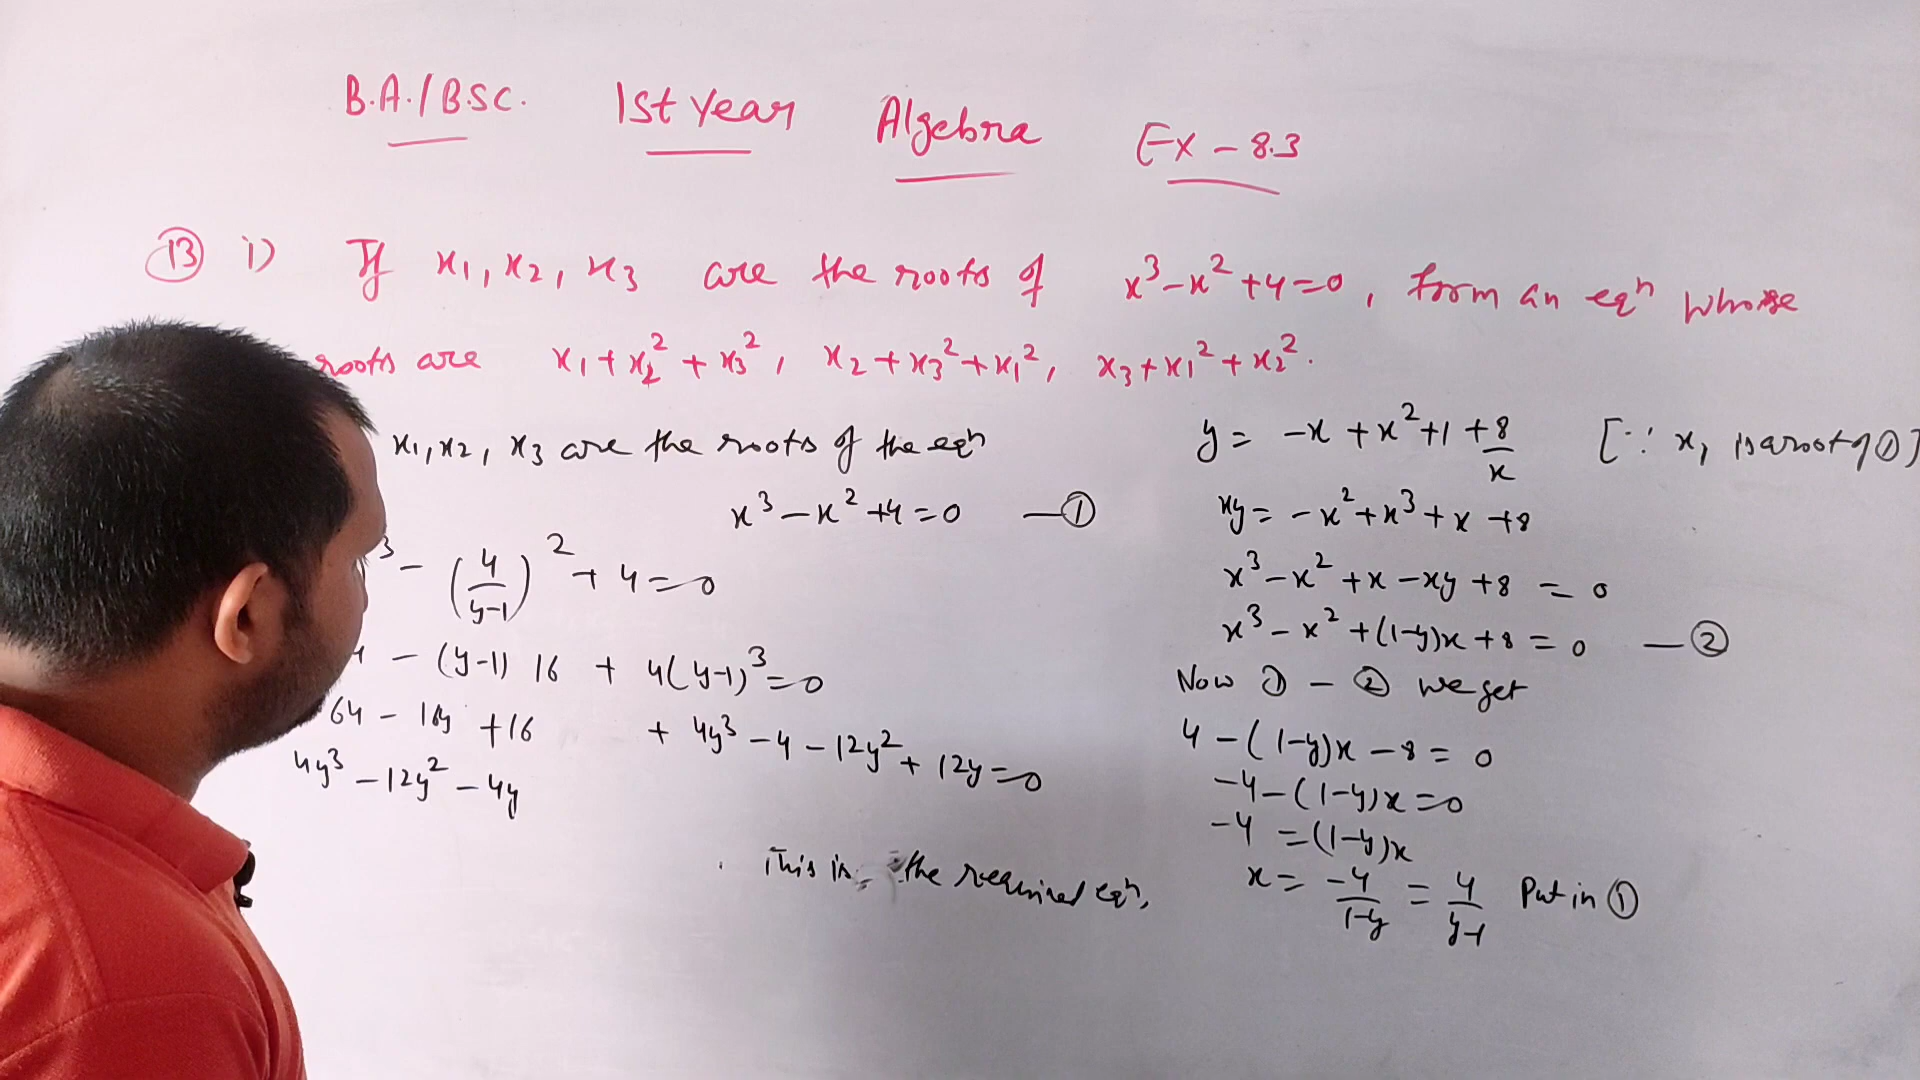 B.A./B.SC. 1st Year Algebra Ex - 8.3
(13) i) If x₁, x₂, x₃ are the roots of x³-x²+4=0, form an eqⁿ whose
roots are x₁+x₂²+x₃², x₂+x₃²+x₁², x₃+x₁²+x₂².
x₁,x₂, x₃ are the roots of the eqⁿ
x³-x²+4=0 —①
³ - (4/(y-1))² + 4=0
4 - (y-1) 16 + 4(y-1)³=0
64 - 16y +16 + 4y³-4-12y²+12y=0
4y³-12y²-4y
This is the required eqⁿ.
y = -x+x²+1+8/x [∵ x, is a root of ①]
xy = -x²+x³+x+8
x³-x²+x-xy+8 = 0
x³-x²+(1-y)x+8 = 0 —②
Now ① - ② we get
4-(1-y)x-8 = 0
-4-(1-y)x=0
-4 =(1-y)x
x = -4/(1-y) = 4/(y-1) Put in ①